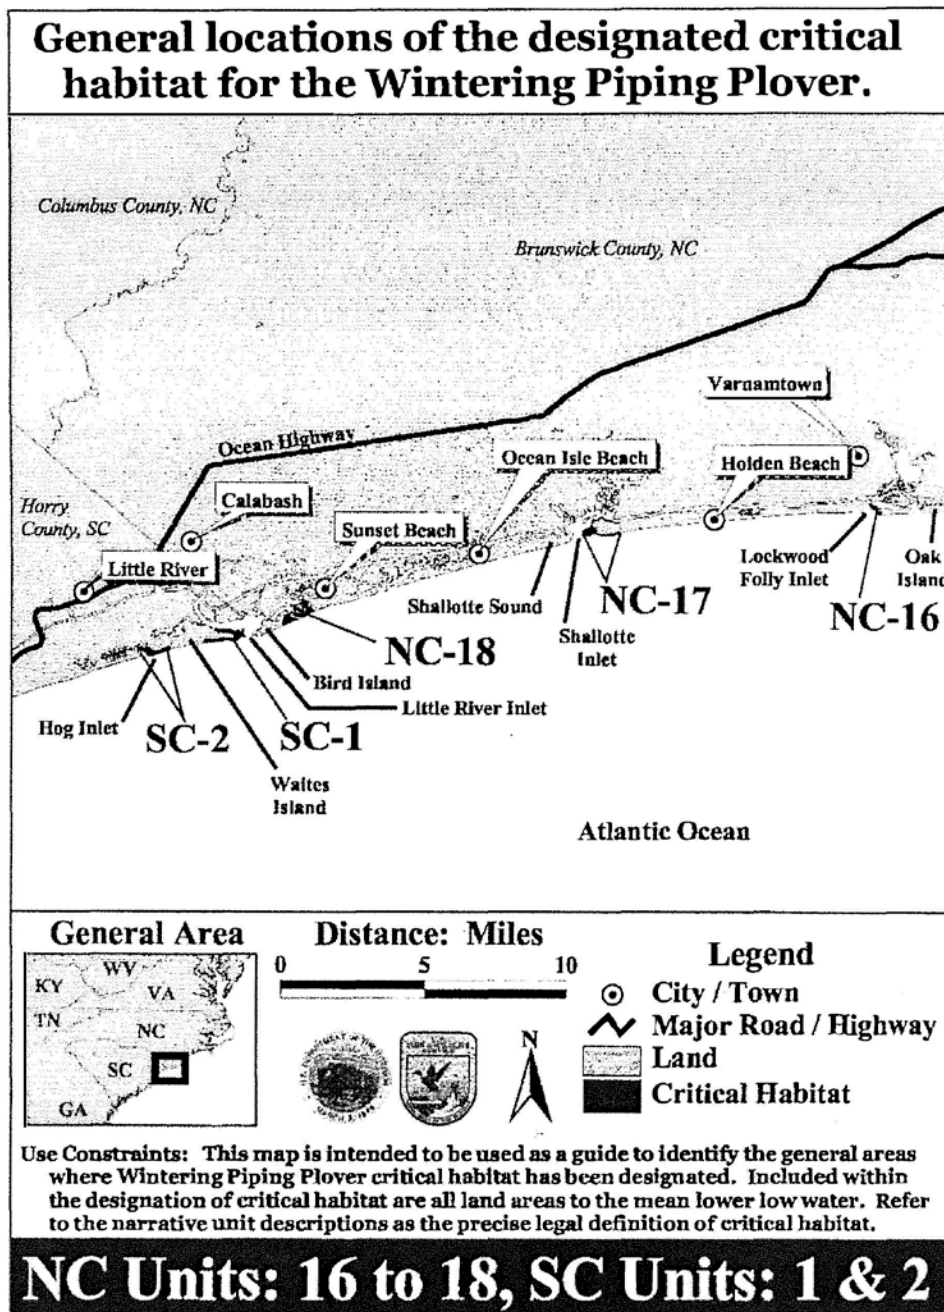 General locations of the designated critical
habitat for the Wintering Piping Plover.
Columbus County, NC
Brunswick County, NC
Varnamtown
Ocean Highway
Ocean Isle Beach
Holden Beach
Horry
County, SC
Calabash
Sunset Beach
Little River
Lockwood
Folly Inlet
Oak
Island
Shallotte Sound
NC-17
NC-16
Shallotte
Inlet
NC-18
Bird Island
Hog Inlet
SC-2
SC-1
Little River Inlet
Waites
Island
Atlantic Ocean
General Area
WV
KY
VA
TN
NC
SC
GA
Distance: Miles
0 5 10
N
Legend
City / Town
Major Road / Highway
Land
Critical Habitat
Use Constraints: This map is intended to be used as a guide to identify the general areas
where Wintering Piping Plover critical habitat has been designated. Included within
the designation of critical habitat are all land areas to the mean lower low water. Refer
to the narrative unit descriptions as the precise legal definition of critical habitat.
NC Units: 16 to 18, SC Units: 1 & 2